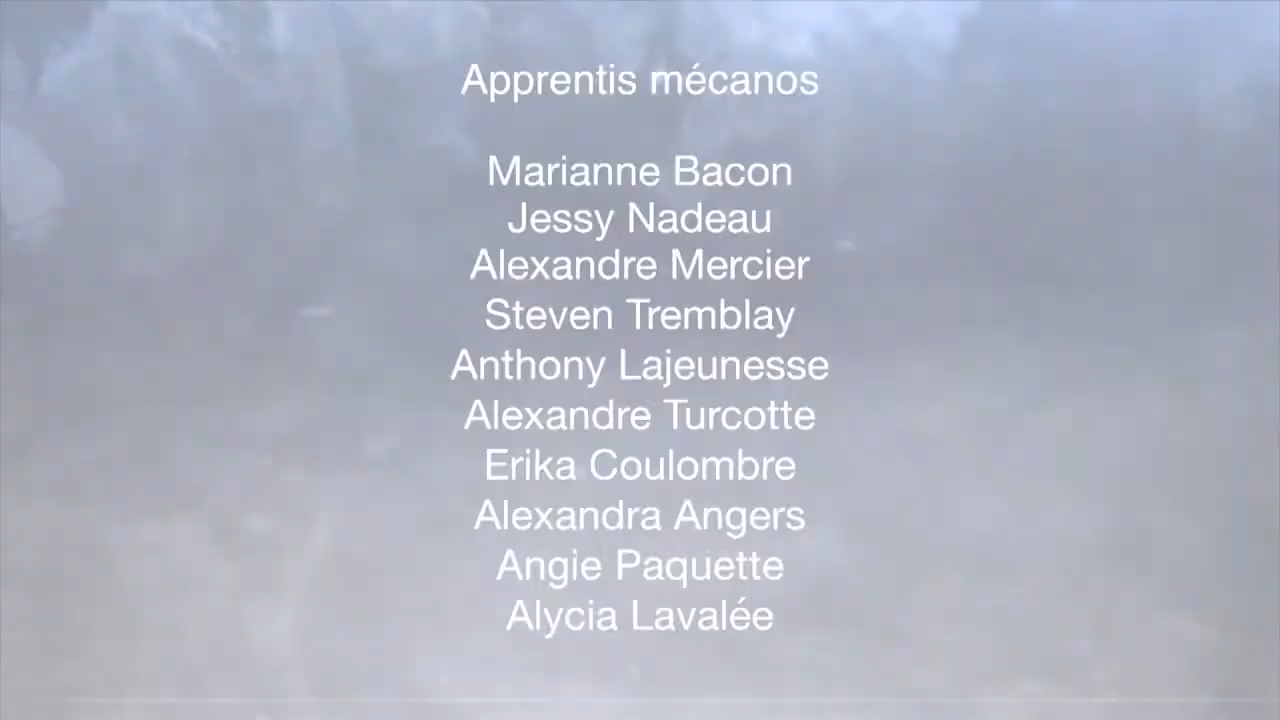 Apprentis mécanos
Marianne Bacon
Jessy Nadeau
Alexandre Mercier
Steven Tremblay
Anthony Lajeunesse
Alexandre Turcotte
Erika Coulombre
Alexandra Angers
Angie Paquette
Alycia Lavalée